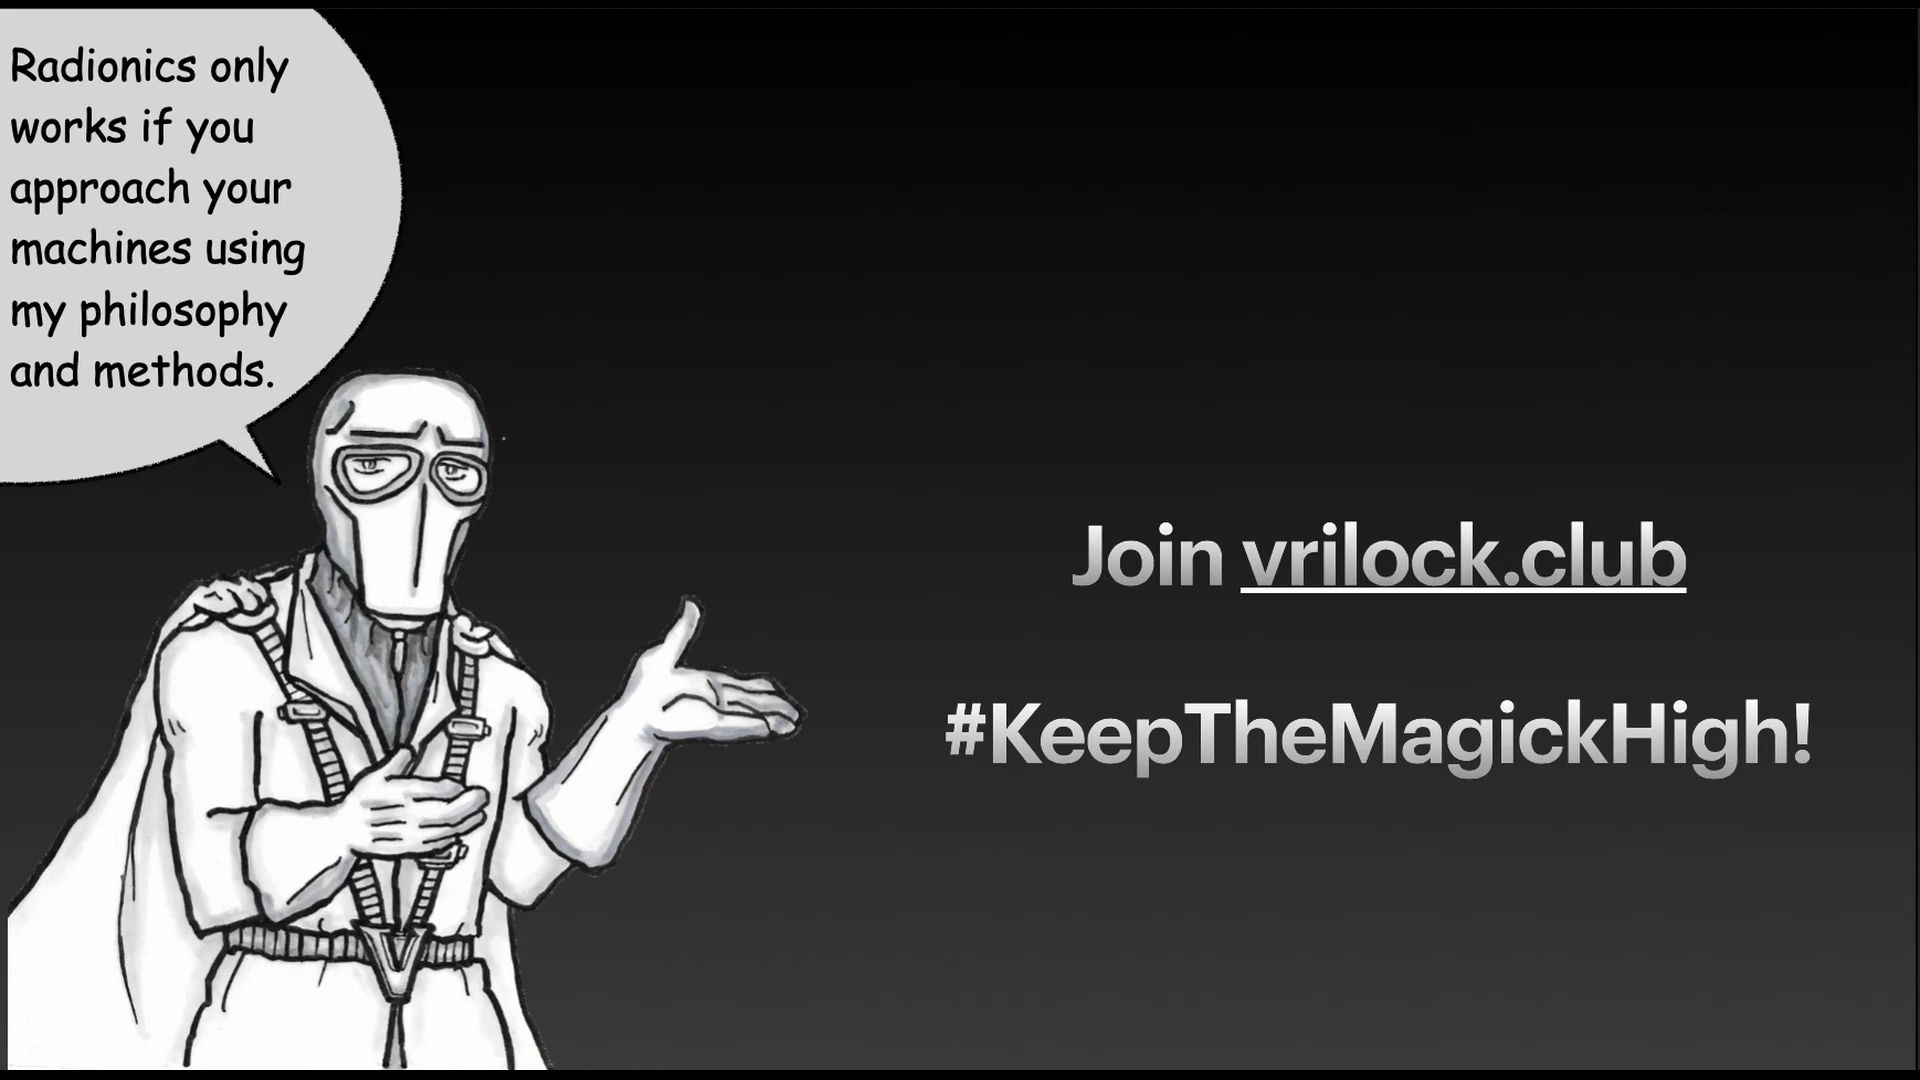 Radionics only
works if you
approach your
machines using
my philosophy
and methods.
Join vrilock.club
#KeepTheMagickHigh!